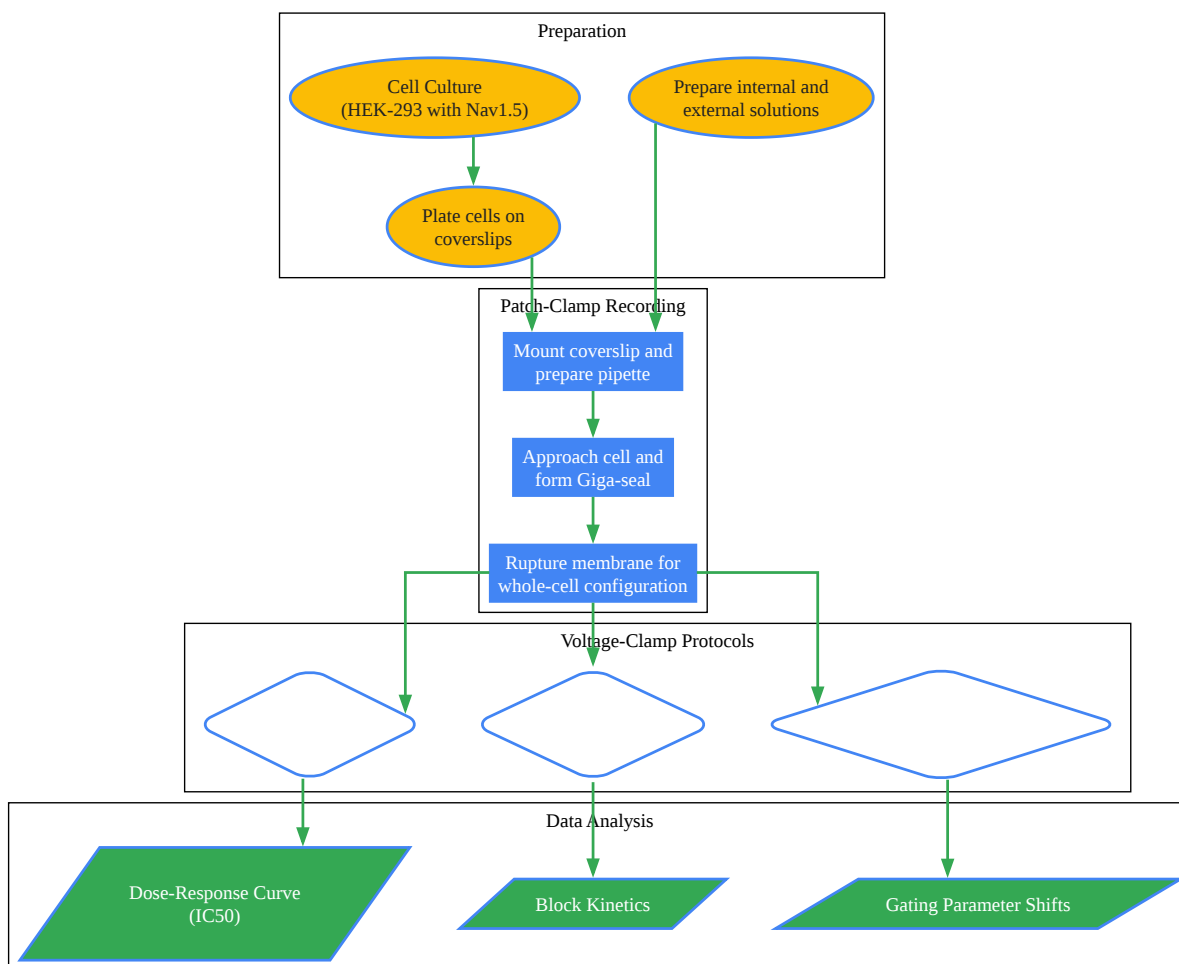 Preparation
Cell Culture
(HEK-293 with Nav1.5)
Prepare internal and
external solutions
Plate cells on
coverslips
Patch-Clamp Recording
Mount coverslip and
prepare pipette
Approach cell and
form Giga-seal
Rupture membrane for
whole-cell configuration
Voltage-Clamp Protocols
Data Analysis
Dose-Response Curve
(IC50)
Block Kinetics
Gating Parameter Shifts